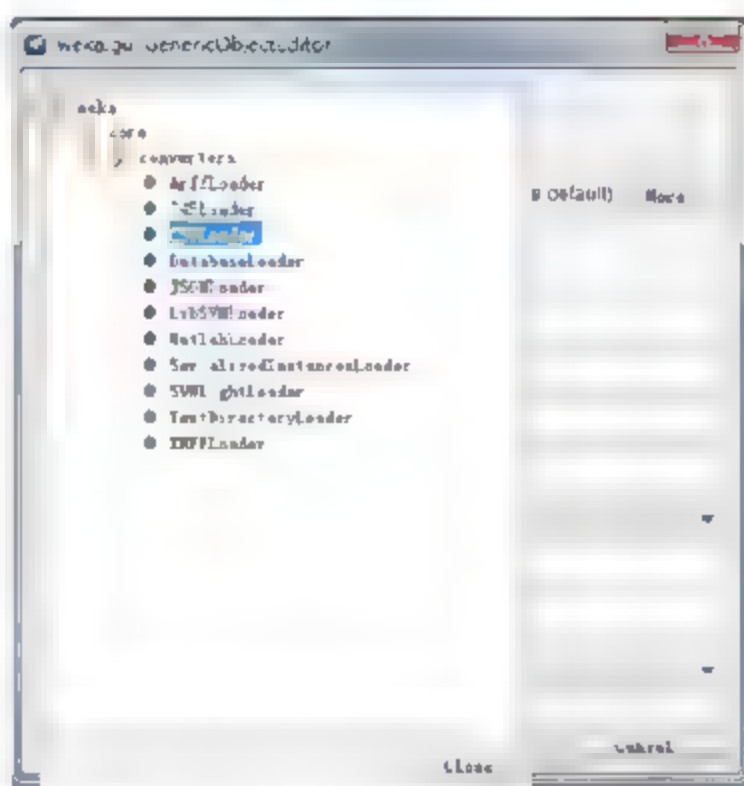 weka.gui.GenericObjectEditor
weka
core
converters
ArffLoader
C45Loader
CSVLoader
DatabaseLoader
JSONLoader
LibSVMLoader
MatlabLoader
SerializedInstancesLoader
SVMLightLoader
TextDirectoryLoader
XRFFLoader
default) More
Cancel
Close